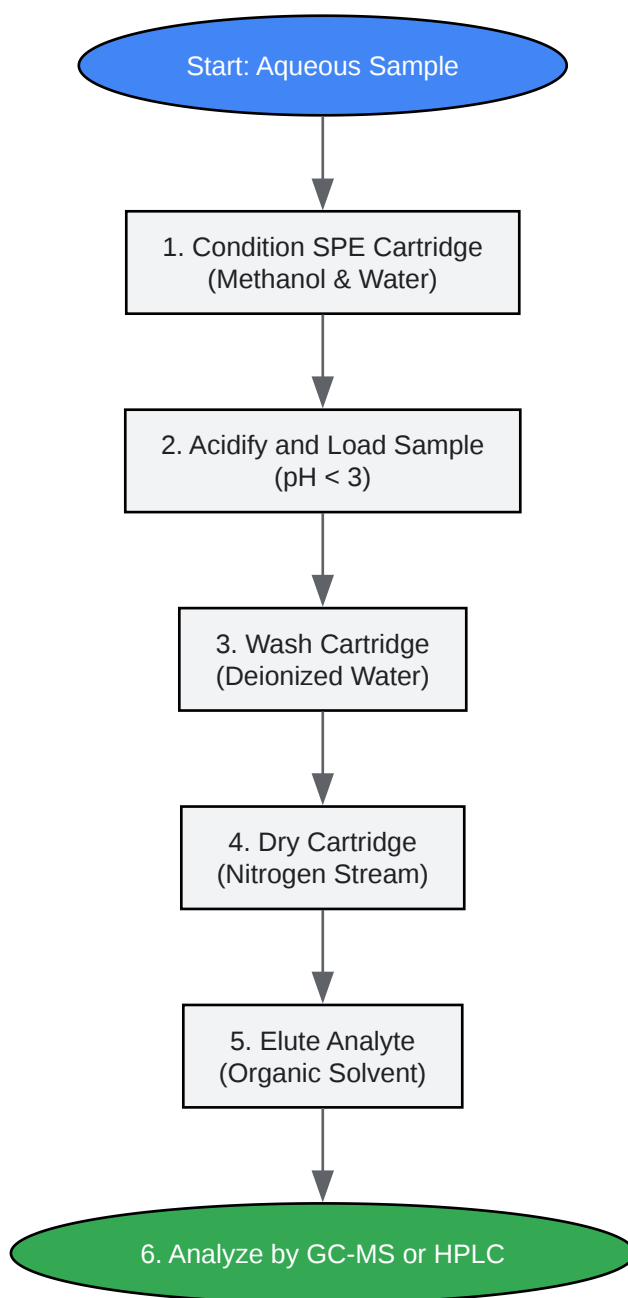 Start: Aqueous Sample
1. Condition SPE Cartridge
(Methanol & Water)
2. Acidify and Load Sample
(pH < 3)
3. Wash Cartridge
(Deionized Water)
4. Dry Cartridge
(Nitrogen Stream)
5. Elute Analyte
(Organic Solvent)
6. Analyze by GC-MS or HPLC